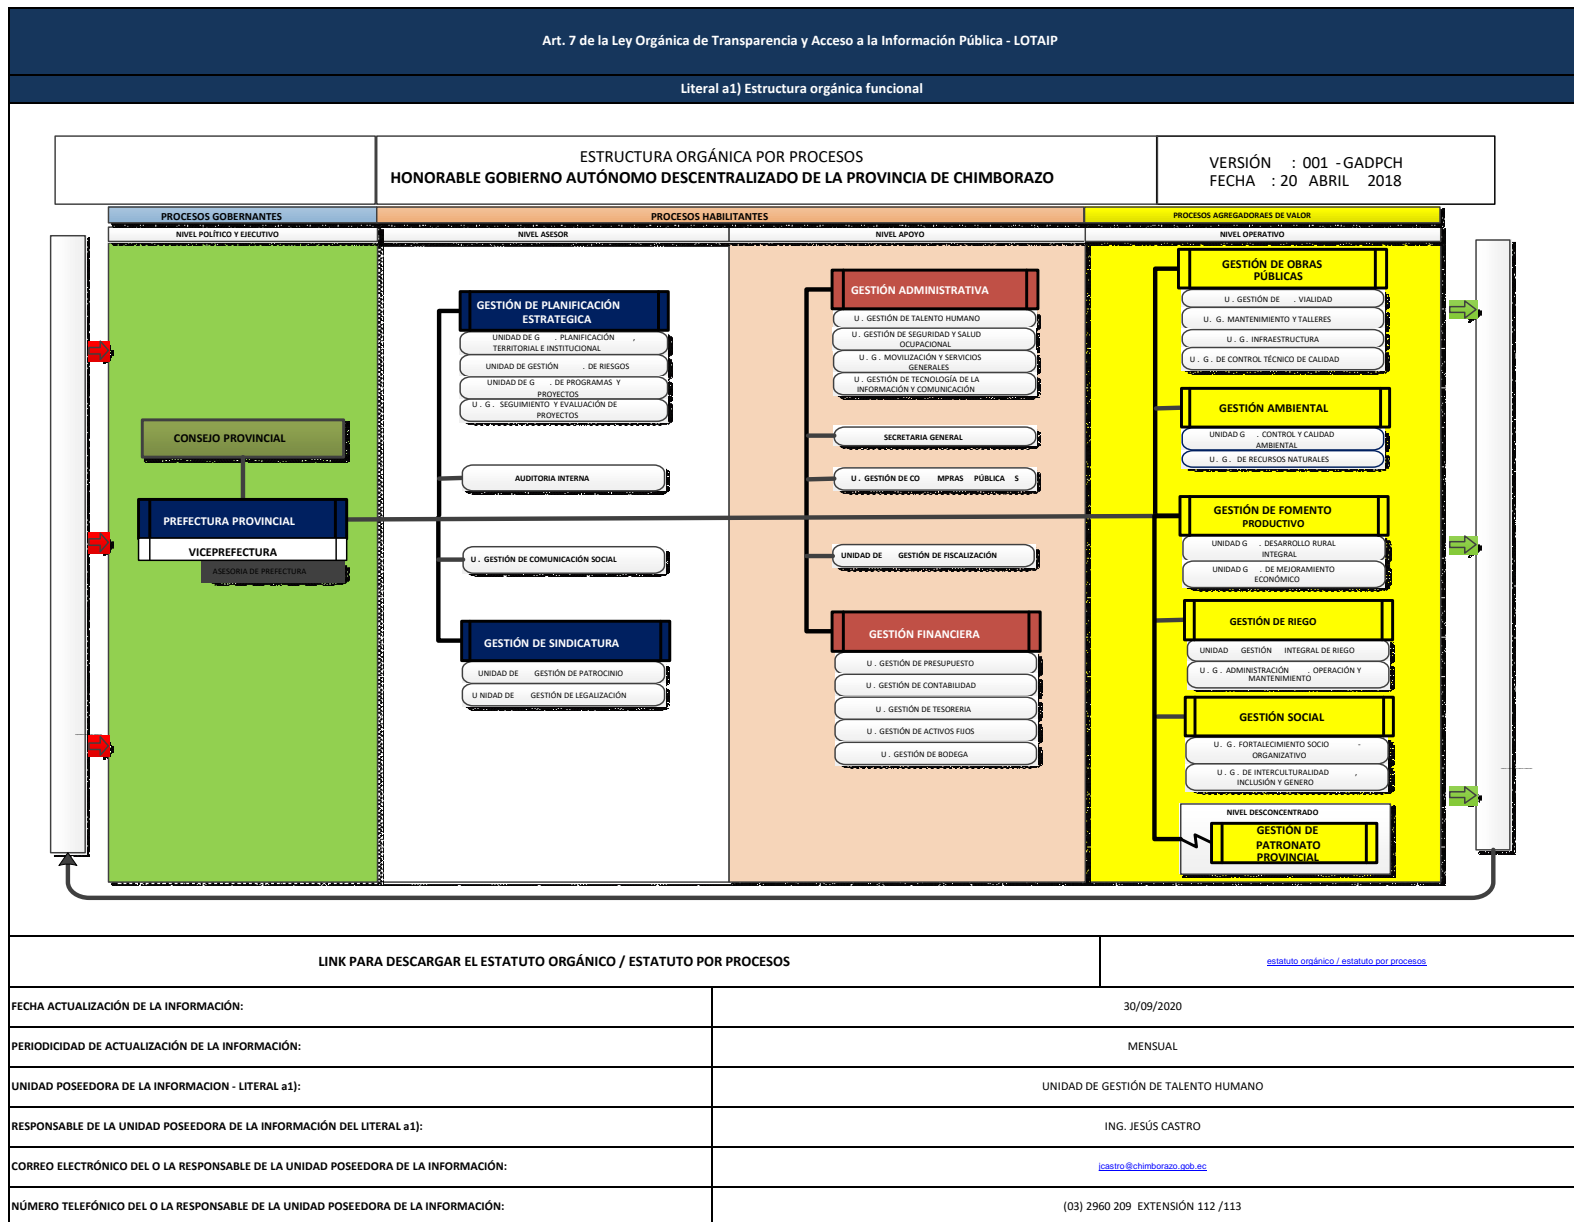 Art. 7 de la Ley Orgánica de Transparencia y Acceso a la Información Pública - LOTAIP
Literal a1) Estructura orgánica funcional
ESTRUCTURA ORGÁNICA POR PROCESOS
HONORABLE GOBIERNO AUTÓNOMO DESCENTRALIZADO DE LA PROVINCIA DE CHIMBORAZO
VERSIÓN : 001 - GADPCH
FECHA : 20 ABRIL 2018
PROCESOS GOBERNANTES
PROCESOS HABILITANTES
PROCESOS AGREGADORAES DE VALOR
NIVEL POLÍTICO Y EJECUTIVO
NIVEL ASESOR
NIVEL APOYO
NIVEL OPERATIVO
CONSEJO PROVINCIAL
PREFECTURA PROVINCIAL
VICEPREFECTURA
ASESORIA DE PREFECTURA
GESTIÓN DE PLANIFICACIÓN
ESTRATEGICA
UNIDAD DE G . PLANIFICACIÓN ,
TERRITORIAL E INSTITUCIONAL
UNIDAD DE GESTIÓN . DE RIESGOS
UNIDAD DE G . DE PROGRAMAS Y
PROYECTOS
U . G . SEGUIMIENTO Y EVALUACIÓN DE
PROYECTOS
AUDITORIA INTERNA
U . GESTIÓN DE COMUNICACIÓN SOCIAL
GESTIÓN DE SINDICATURA
UNIDAD DE GESTIÓN DE PATROCINIO
U NIDAD DE GESTIÓN DE LEGALIZACIÓN
GESTIÓN ADMINISTRATIVA
U . GESTIÓN DE TALENTO HUMANO
U . GESTIÓN DE SEGURIDAD Y SALUD
OCUPACIONAL
U . G . MOVILIZACIÓN Y SERVICIOS
GENERALES
U . GESTIÓN DE TECNOLOGÍA DE LA
INFORMACIÓN Y COMUNICACIÓN
SECRETARIA GENERAL
U . GESTIÓN DE CO MPRAS PÚBLICA S
UNIDAD DE GESTIÓN DE FISCALIZACIÓN
GESTIÓN FINANCIERA
U . GESTIÓN DE PRESUPUESTO
U . GESTIÓN DE CONTABILIDAD
U . GESTIÓN DE TESORERIA
U . GESTIÓN DE ACTIVOS FIJOS
U . GESTIÓN DE BODEGA
GESTIÓN DE OBRAS
PÚBLICAS
U . GESTIÓN DE . VIALIDAD
U . G. MANTENIMIENTO Y TALLERES
U . G . INFRAESTRUCTURA
U . G . DE CONTROL TÉCNICO DE CALIDAD
GESTIÓN AMBIENTAL
UNIDAD G . CONTROL Y CALIDAD
AMBIENTAL
U . G . DE RECURSOS NATURALES
GESTIÓN DE FOMENTO
PRODUCTIVO
UNIDAD G . DESARROLLO RURAL
INTEGRAL
UNIDAD G . DE MEJORAMIENTO
ECONÓMICO
GESTIÓN DE RIEGO
UNIDAD GESTIÓN INTEGRAL DE RIEGO
U . G . ADMINISTRACIÓN . OPERACIÓN Y
MANTENIMIENTO
GESTIÓN SOCIAL
U . G . FORTALECIMIENTO SOCIO -
ORGANIZATIVO
U . G . DE INTERCULTURALIDAD ,
INCLUSIÓN Y GENERO
NIVEL DESCONCENTRADO
GESTIÓN DE
PATRONATO
PROVINCIAL
LINK PARA DESCARGAR EL ESTATUTO ORGÁNICO / ESTATUTO POR PROCESOS
estatuto orgánico / estatuto por procesos
FECHA ACTUALIZACIÓN DE LA INFORMACIÓN:
30/09/2020
PERIODICIDAD DE ACTUALIZACIÓN DE LA INFORMACIÓN:
MENSUAL
UNIDAD POSEEDORA DE LA INFORMACION - LITERAL a1):
UNIDAD DE GESTIÓN DE TALENTO HUMANO
RESPONSABLE DE LA UNIDAD POSEEDORA DE LA INFORMACIÓN DEL LITERAL a1):
ING. JESÚS CASTRO
CORREO ELECTRÓNICO DEL O LA RESPONSABLE DE LA UNIDAD POSEEDORA DE LA INFORMACIÓN:
jcastro@chimborazo.gob.ec
NÚMERO TELEFÓNICO DEL O LA RESPONSABLE DE LA UNIDAD POSEEDORA DE LA INFORMACIÓN:
(03) 2960 209 EXTENSIÓN 112 /113